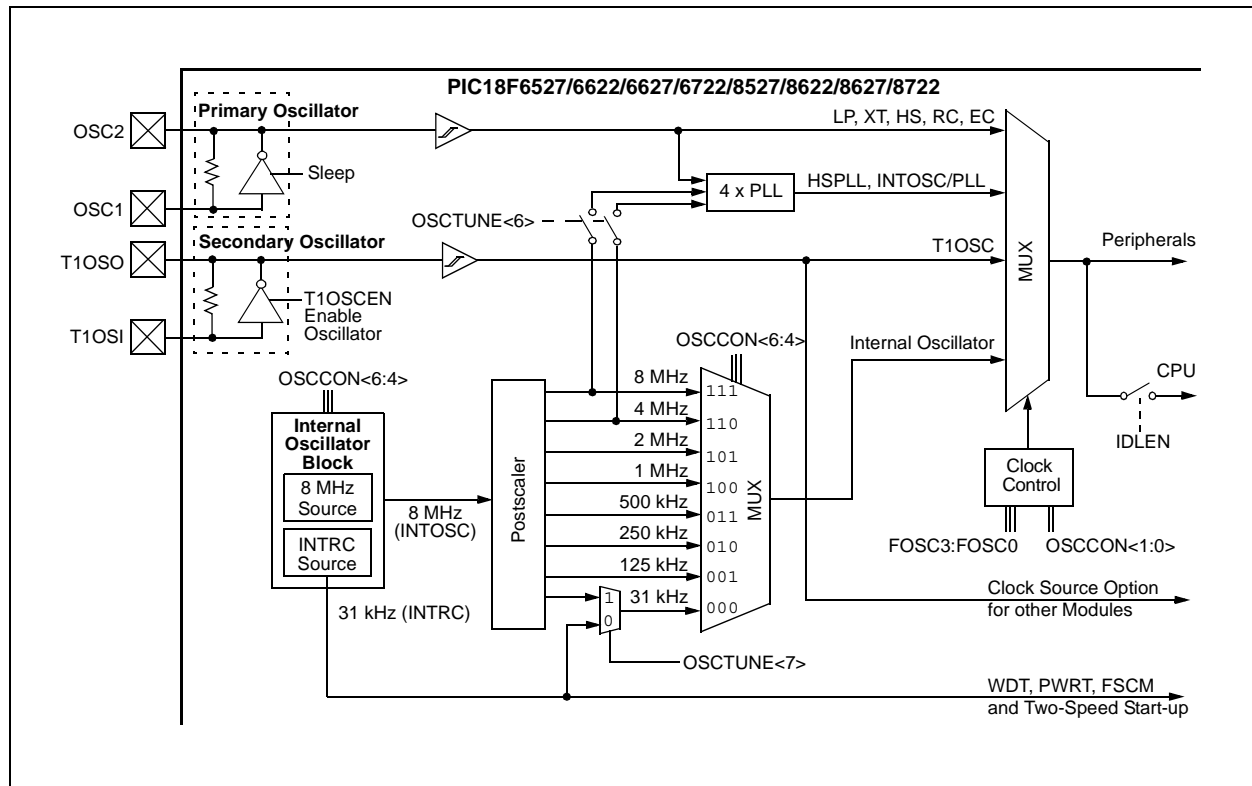 PIC18F6527/6622/6627/6722/8527/8622/8627/8722
Primary Oscillator
LP, XT, HS, RC, EC
OSC2
Sleep
4 x PLL
HSPLL, INTOSC/PLL
OSC1
OSCTUNE<6>
Secondary Oscillator
T1OSC
MUX
Peripherals
T1OSO
T1OSCEN
Enable
Oscillator
T1OSI
OSCCON<6:4>
Internal Oscillator
CPU
IDLEN
OSCCON<6:4>
Internal
Oscillator
Block
8 MHz
Source
INTRC
Source
8 MHz
(INTOSC)
31 kHz (INTRC)
Postscaler
8 MHz
111
4 MHz
110
2 MHz
101
1 MHz
100
500 kHz
011
250 kHz
010
125 kHz
001
1
0
31 kHz
000
MUX
OSCTUNE<7>
Clock
Control
FOSC3:FOSC0
OSCCON<1:0>
Clock Source Option
for other Modules
WDT, PWRT, FSCM
and Two-Speed Start-up